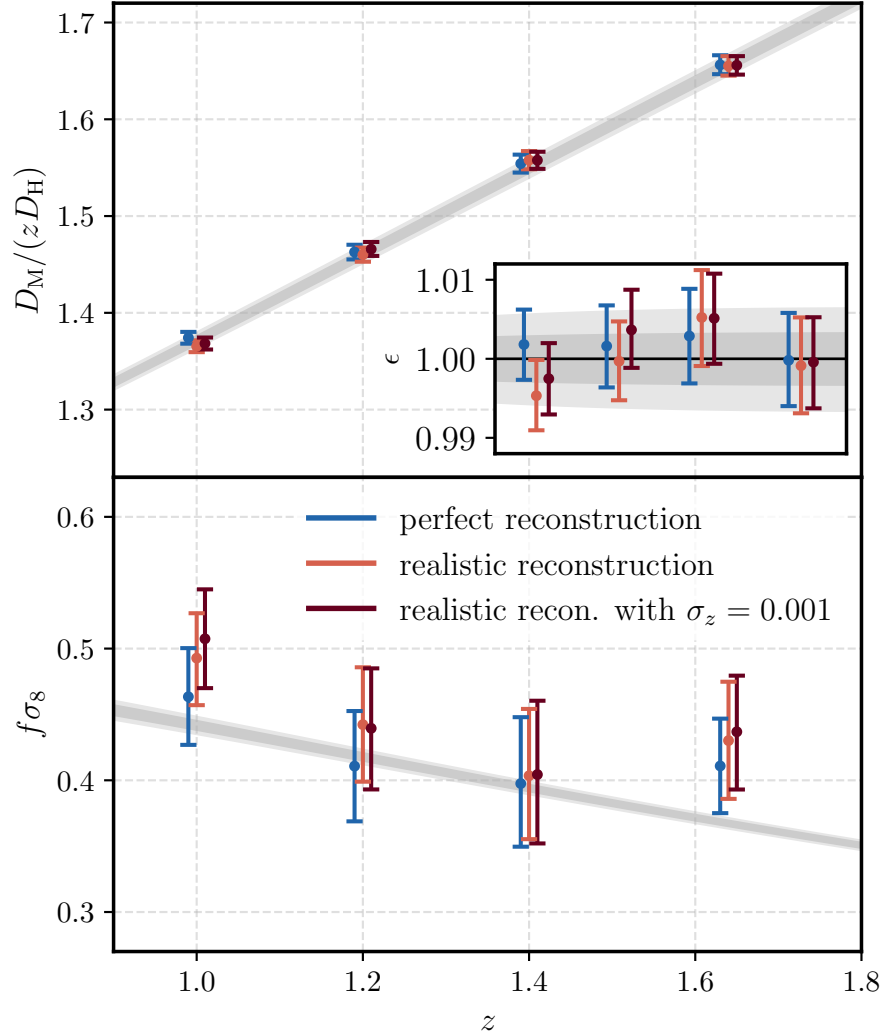 1.7
1.6
1.5
1.4
1.3
D_M/(zD_H)
1.01
1.00
0.99
ϵ
0.6
0.5
0.4
0.3
fσ_8
perfect reconstruction
realistic reconstruction
realistic recon. with σ_z = 0.001
1.0 1.2 1.4 1.6 1.8
z